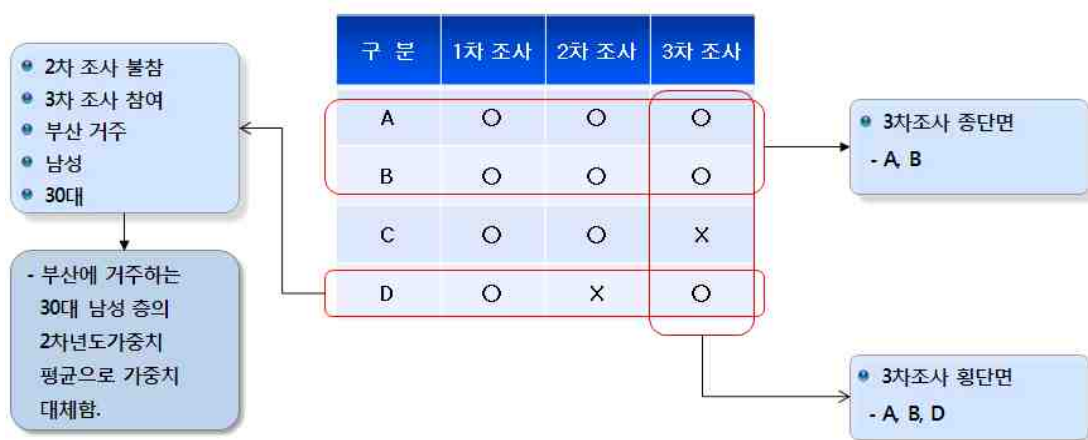 구 분 1차 조사 2차 조사 3차 조사
A ○ ○ ○
B ○ ○ ○
C ○ ○ X
D ○ X ○
2차 조사 불참
3차 조사 참여
부산 거주
남성
30대
- 부산에 거주하는
30대 남성 층의
2차년도가중치
평균으로 가중치
대체함.
3차조사 종단면
- A, B
3차조사 횡단면
- A, B, D